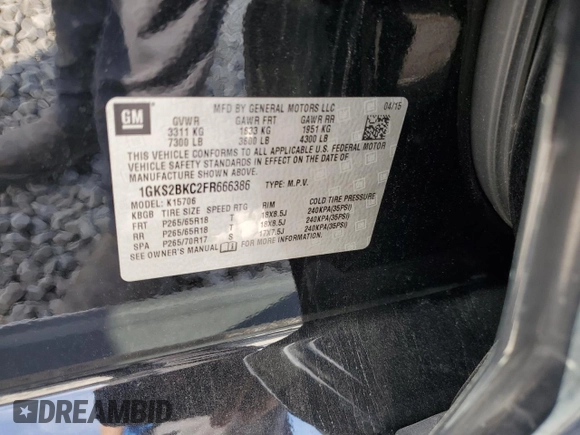 GM
MFD BY GENERAL MOTORS LLC 04/15
GVWR GAWR FRT GAWR RR
3311 KG 1633 KG 1951 KG
7300 LB 3600 LB 4300 LB
THIS VEHICLE CONFORMS TO ALL APPLICABLE U.S. FEDERAL MOTOR
VEHICLE SAFETY STANDARDS IN EFFECT ON THE DATE OF
MANUFACTURE SHOWN ABOVE.
1GKS2BKC2FR666386 TYPE: M.P.V.
MODEL: K15706
KBGB TIRE SIZE SPEED RTG RIM COLD TIRE PRESSURE
FRT P265/65R18 T 18X8.5J 240KPA(35PSI)
RR P265/65R18 T 18X8.5J 240KPA(35PSI)
SPA P265/70R17 S 17X7.5J 240KPA(35PSI)
SEE OWNER'S MANUAL FOR MORE INFORMATION.
DREAMBID